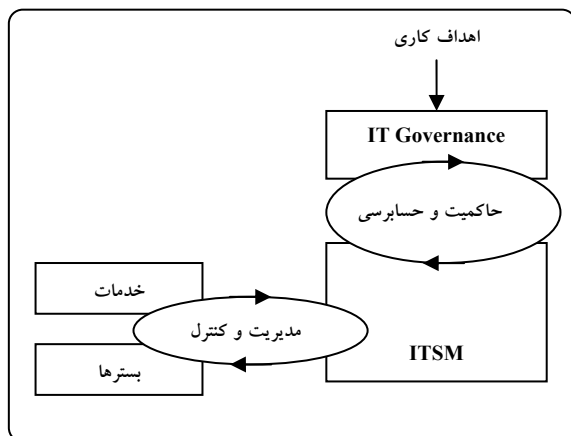 اهداف کاری
IT Governance
حاکمیت و حسابرسی
خدمات
مدیریت و کنترل
بسترها
ITSM